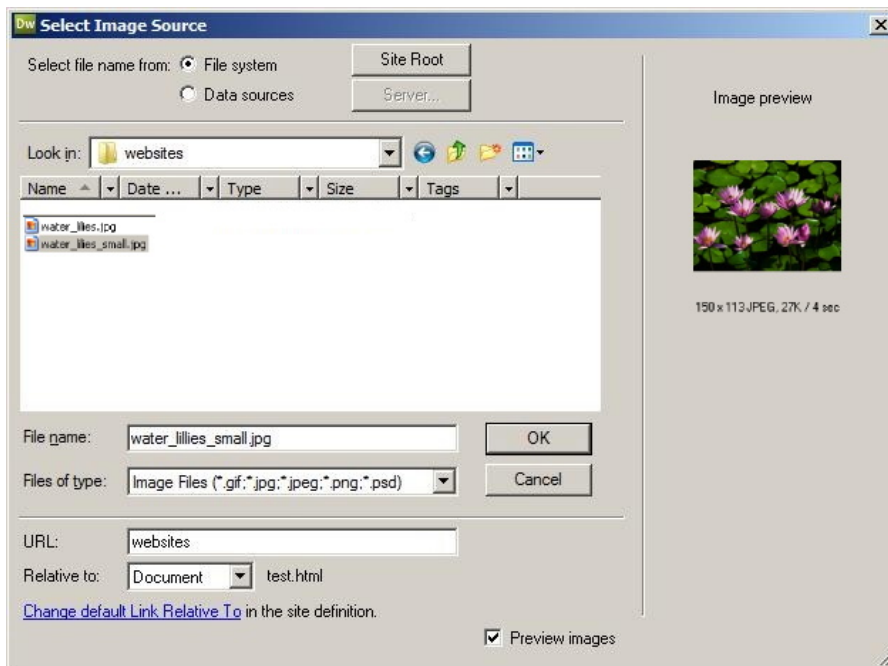 Dw Select Image Source
Select file name from: File system Site Root
Data sources Server...
Image preview
Look in: websites
Name Date ... Type Size Tags
water_lilies.jpg
water_lilies_small.jpg
150 x 113 JPEG, 27K / 4 sec
File name: water_lillies_small.jpg OK
Files of type: Image Files (*.gif;*.jpg;*.jpeg;*.png;*.psd) Cancel
URL: websites
Relative to: Document test.html
Change default Link Relative To in the site definition.
Preview images